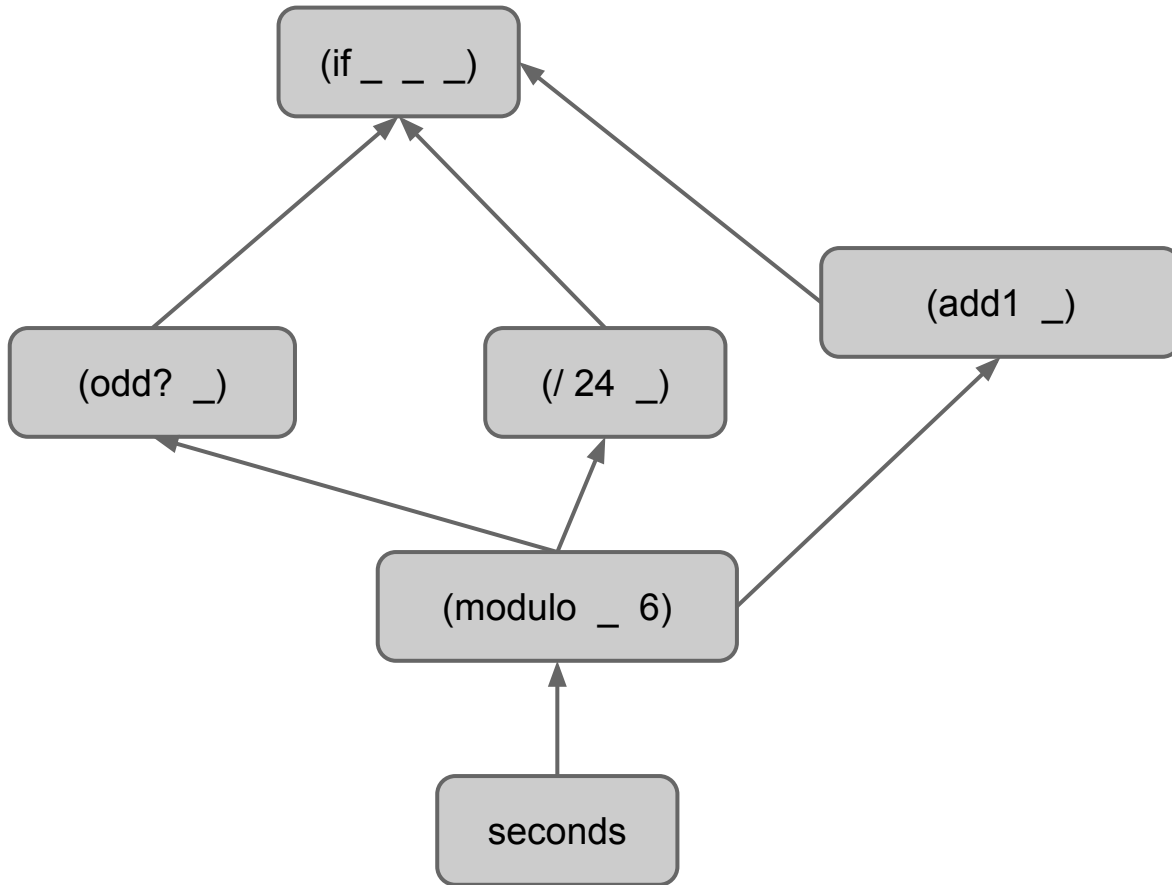 (if _ _ _)
(add1 _)
(odd? _)
(/ 24 _)
(modulo _ 6)
seconds